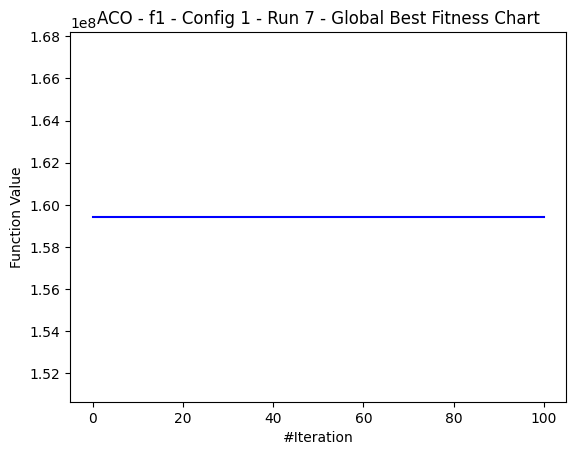 ACO - f1 - Config 1 - Run 7 - Global Best Fitness Chart
1e8
1.68
1.66
1.64
1.62
1.60
1.58
1.56
1.54
1.52
Function Value
0 20 40 60 80 100
#Iteration